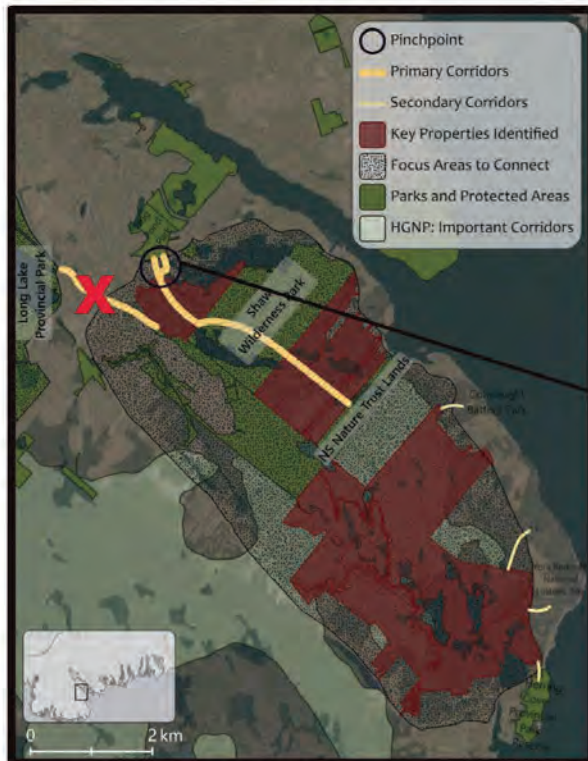 Pinchpoint
Primary Corridors
Secondary Corridors
Key Properties Identified
Focus Areas to Connect
Parks and Protected Areas
HGNP: Important Corridors
Long Lake
Provincial Park
Shaw
Wilderness Park
NS Nature Trust Lands
0
2 km